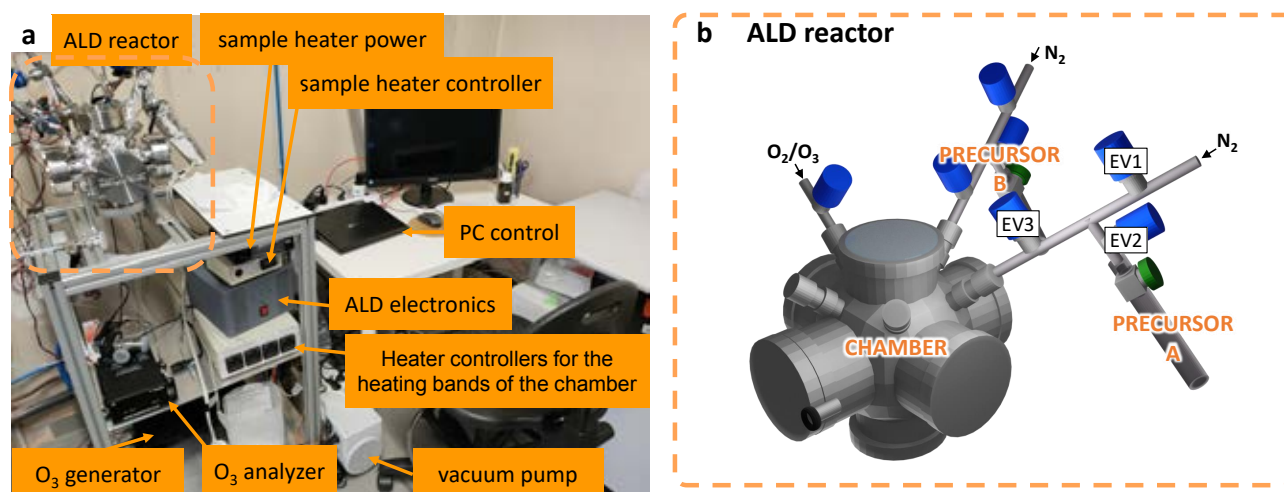 a
ALD reactor
sample heater power
sample heater controller
PC control
ALD electronics
Heater controllers for the
heating bands of the chamber
O₃ generator
O₃ analyzer
vacuum pump
b ALD reactor
N₂
O₂/O₃
PRECURSOR
B
EV1
N₂
EV3
EV2
PRECURSOR
A
CHAMBER